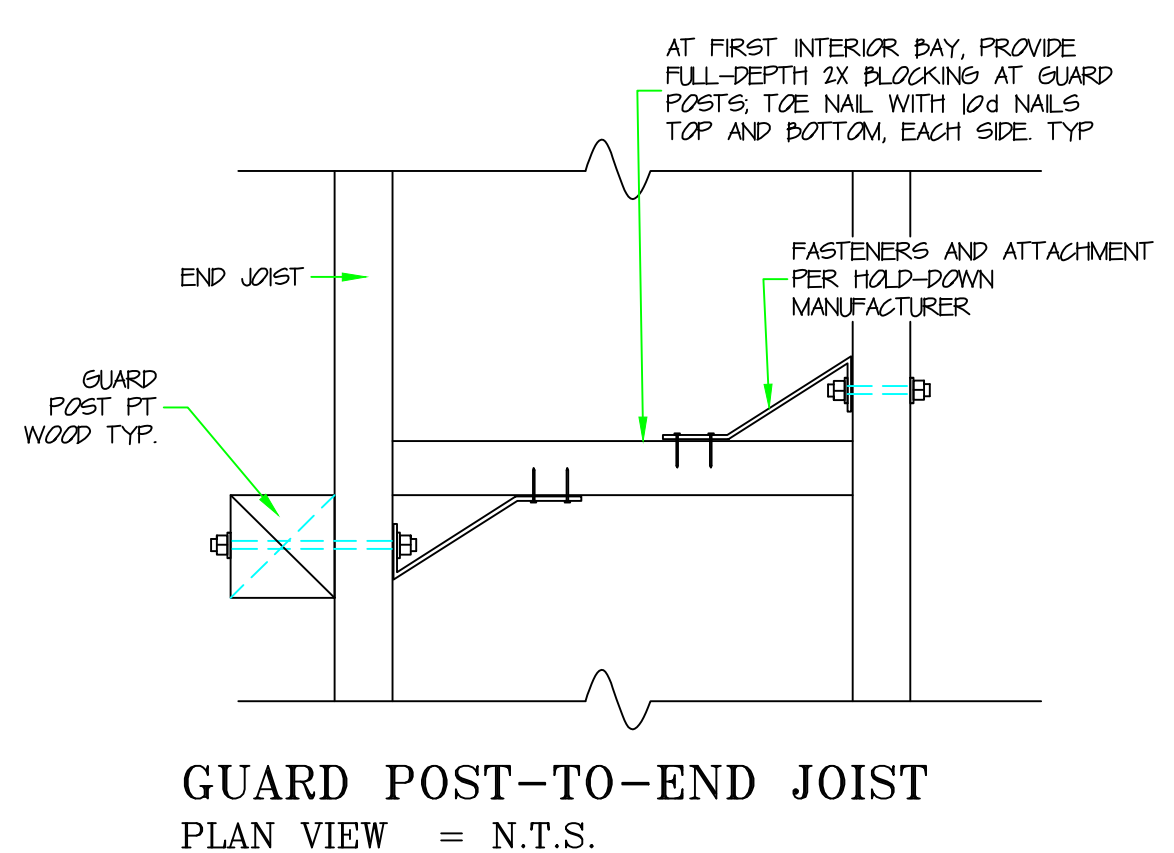 AT FIRST INTERIOR BAY, PROVIDE
FULL-DEPTH 2X BLOCKING AT GUARD
POSTS; TOE NAIL WITH 10d NAILS
TOP AND BOTTOM, EACH SIDE. TYP
FASTENERS AND ATTACHMENT
PER HOLD-DOWN
MANUFACTURER
END JOIST
GUARD
POST PT
WOOD TYP.
GUARD POST-TO-END JOIST
PLAN VIEW = N.T.S.